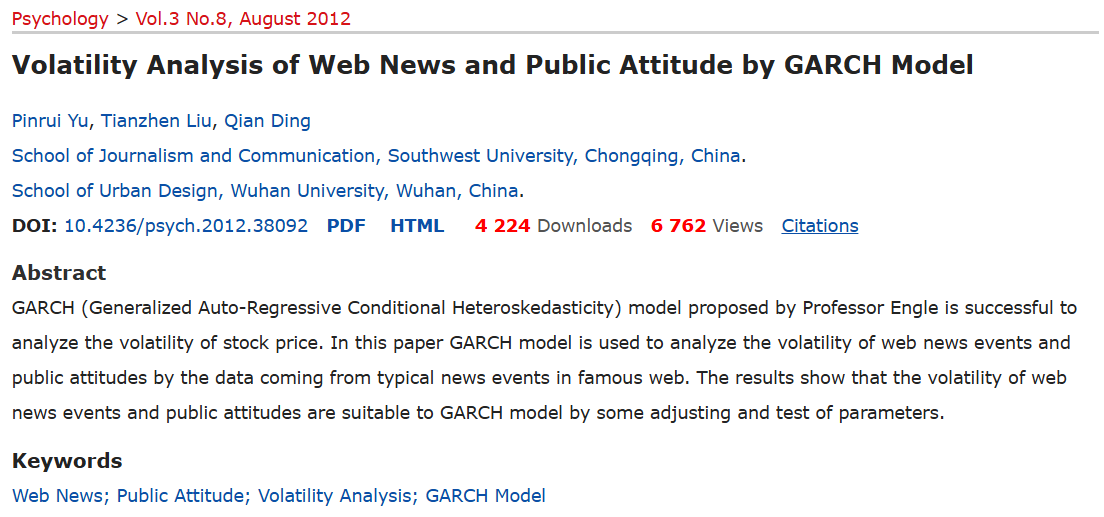 Psychology > Vol.3 No.8, August 2012
Volatility Analysis of Web News and Public Attitude by GARCH Model
Pinrui Yu, Tianzhen Liu, Qian Ding
School of Journalism and Communication, Southwest University, Chongqing, China.
School of Urban Design, Wuhan University, Wuhan, China.
DOI: 10.4236/psych.2012.38092 PDF HTML 4 224 Downloads 6 762 Views Citations
Abstract
GARCH (Generalized Auto-Regressive Conditional Heteroskedasticity) model proposed by Professor Engle is successful to
analyze the volatility of stock price. In this paper GARCH model is used to analyze the volatility of web news events and
public attitudes by the data coming from typical news events in famous web. The results show that the volatility of web
news events and public attitudes are suitable to GARCH model by some adjusting and test of parameters.
Keywords
Web News; Public Attitude; Volatility Analysis; GARCH Model